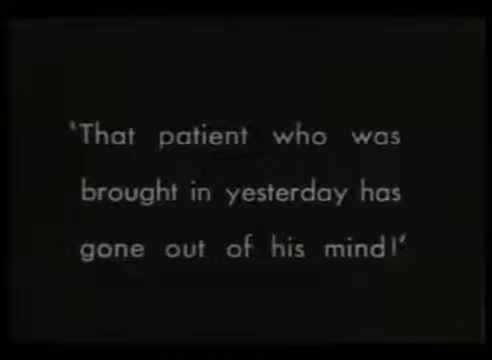 'That patient who was
brought in yesterday has
gone out of his mind!'